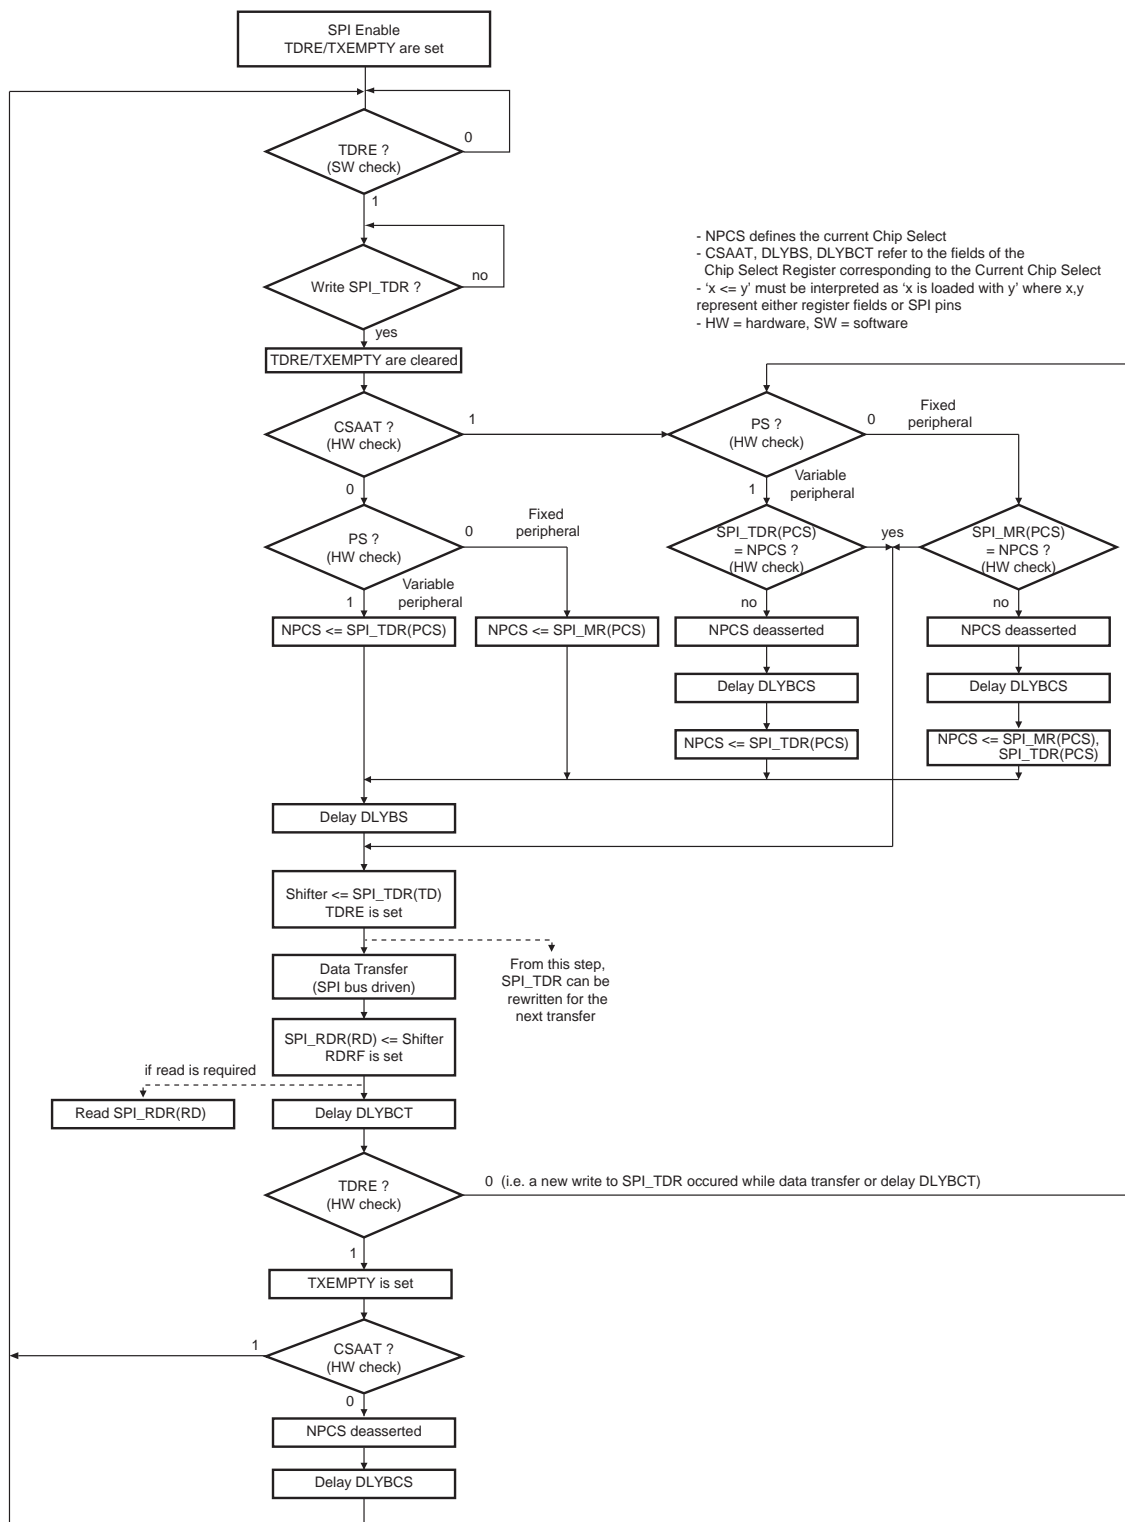 SPI Enable
TDRE/TXEMPTY are set
TDRE ?
(SW check)
0
1
Write SPI_TDR ?
no
yes
- NPCS defines the current Chip Select
- CSAAT, DLYBS, DLYBCT refer to the fields of the
Chip Select Register corresponding to the Current Chip Select
- ‘x <= y’ must be interpreted as ‘x is loaded with y’ where x,y
represent either register fields or SPI pins
- HW = hardware, SW = software
TDRE/TXEMPTY are cleared
CSAAT ?
(HW check)
1
0
PS ?
(HW check)
0
Fixed
peripheral
1
Variable
peripheral
PS ?
(HW check)
0
Fixed
peripheral
1
Variable
peripheral
SPI_TDR(PCS)
= NPCS ?
(HW check)
yes
no
SPI_MR(PCS)
= NPCS ?
(HW check)
no
NPCS <= SPI_TDR(PCS)
NPCS <= SPI_MR(PCS)
NPCS deasserted
NPCS deasserted
Delay DLYBCS
Delay DLYBCS
NPCS <= SPI_TDR(PCS)
NPCS <= SPI_MR(PCS),
SPI_TDR(PCS)
Delay DLYBS
Shifter <= SPI_TDR(TD)
TDRE is set
Data Transfer
(SPI bus driven)
From this step,
SPI_TDR can be
rewritten for the
next transfer
SPI_RDR(RD) <= Shifter
RDRF is set
if read is required
Read SPI_RDR(RD)
Delay DLYBCT
TDRE ?
(HW check)
0 (i.e. a new write to SPI_TDR occured while data transfer or delay DLYBCT)
1
TXEMPTY is set
CSAAT ?
(HW check)
1
0
NPCS deasserted
Delay DLYBCS